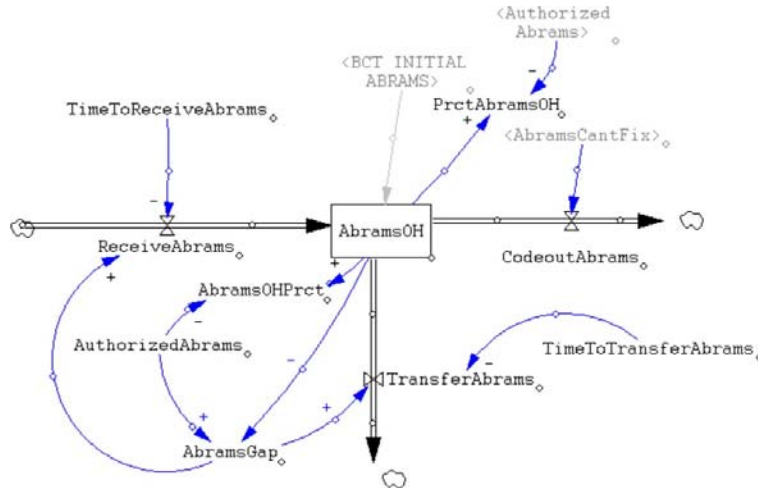 <Authorized
Abrams>
<BCT INITIAL
ABRAMS>
PrctAbramsOH
TimeToReceiveAbrams
+
<AbramsCantFix>
-
-
AbramsOH
ReceiveAbrams
+
CodeoutAbrams
+
AbramsOHPrct
-
AuthorizedAbrams
-
TimeToTransferAbrams
-
TransferAbrams
+
+
AbramsGap